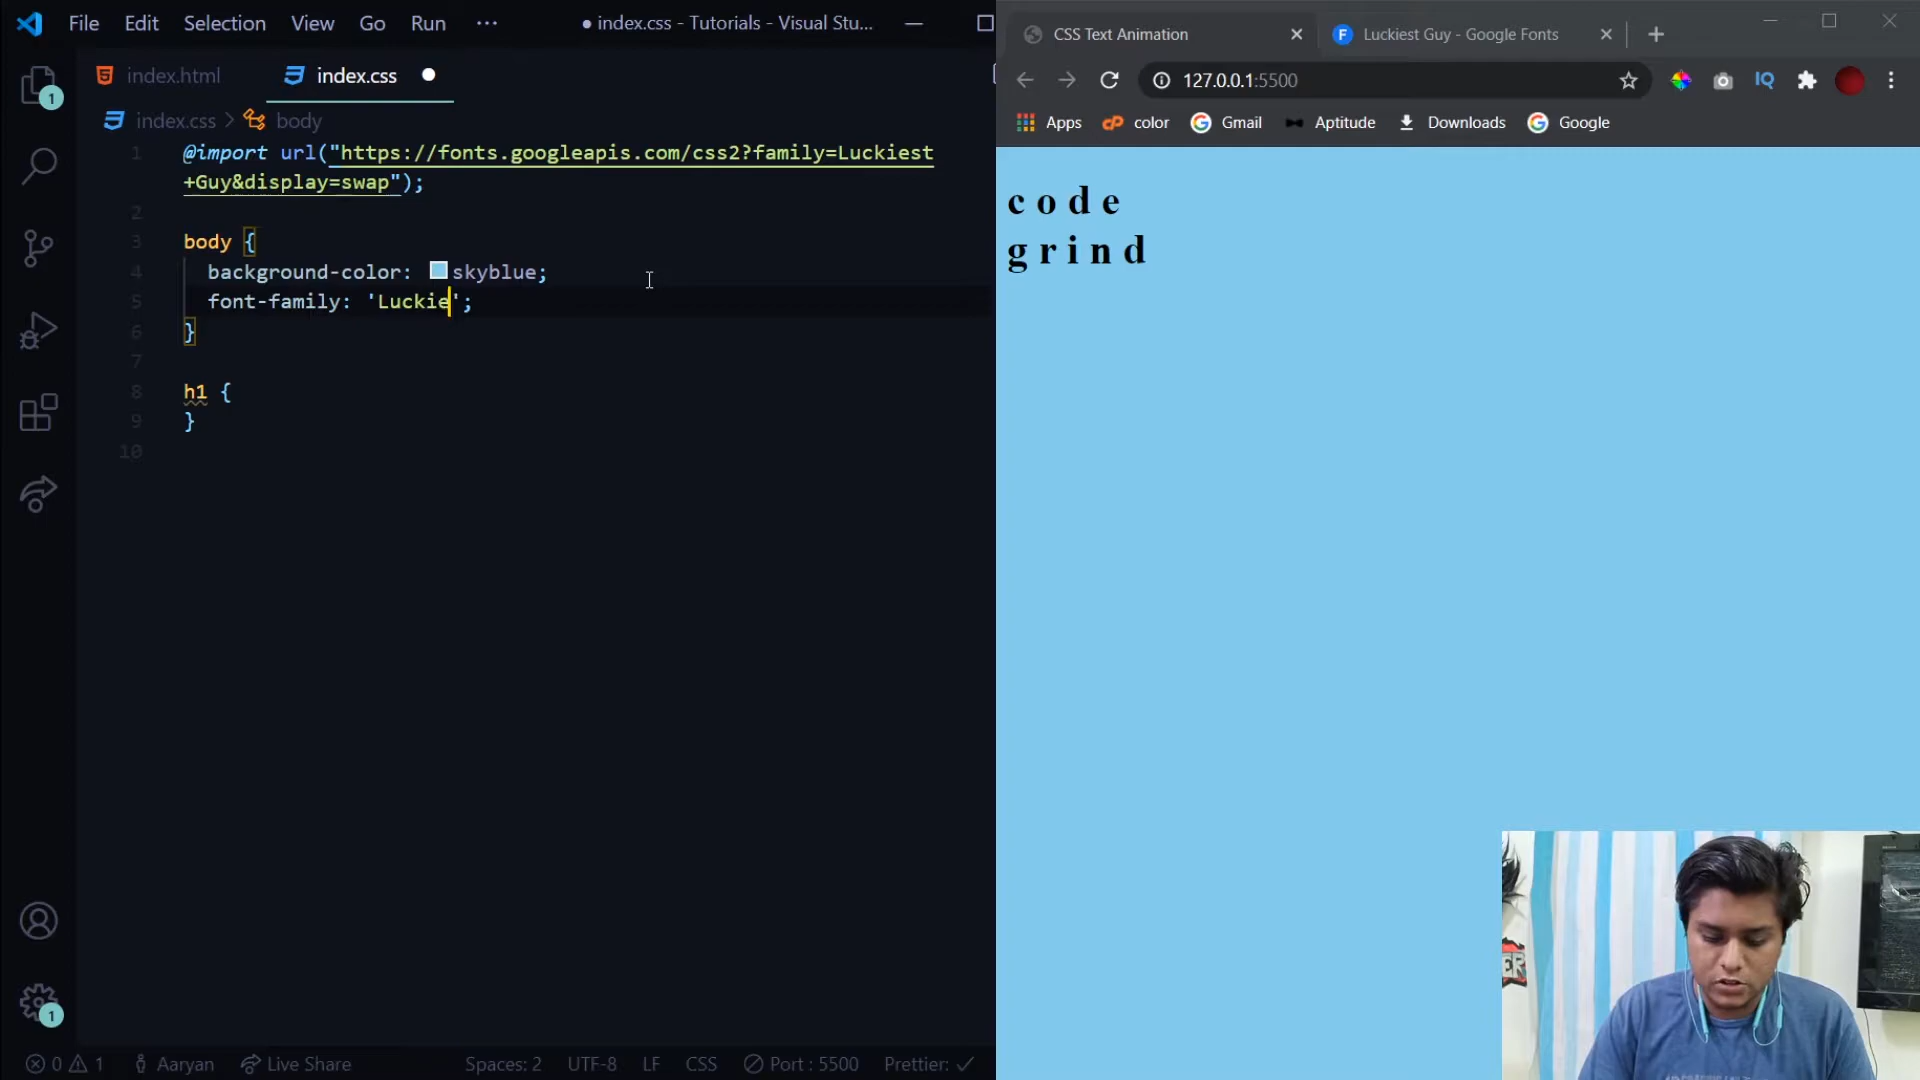 File Edit Selection View Go Run ··· ● index.css - Tutorials - Visual Stu...
index.html index.css
index.css > body
1 @import url("https://fonts.googleapis.com/css2?family=Luckiest
+Guy&display=swap");
2
3 body {
4 background-color: skyblue;
5 font-family: 'Luckie';
6 }
7
8 h1 {
9 }
10
1
1
0 1 Aaryan Live Share Spaces: 2 UTF-8 LF CSS Port : 5500 Prettier: ✓
CSS Text Animation Luckiest Guy - Google Fonts
127.0.0.1:5500 IQ
Apps color Gmail Aptitude Downloads Google
c o d e
g r i n d